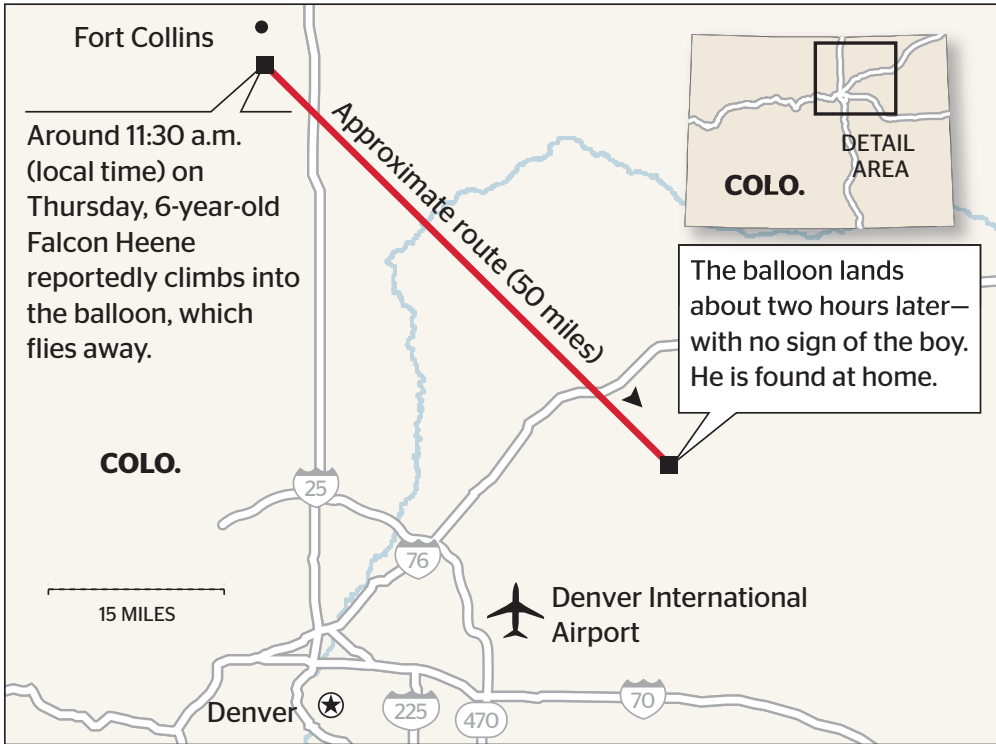 Fort Collins
Around 11:30 a.m.
(local time) on
Thursday, 6-year-old
Falcon Heene
reportedly climbs into
the balloon, which
flies away.
Approximate route (50 miles)
DETAIL
AREA
COLO.
The balloon lands
about two hours later—
with no sign of the boy.
He is found at home.
COLO.
25
76
15 MILES
Denver International
Airport
Denver
225
470
70